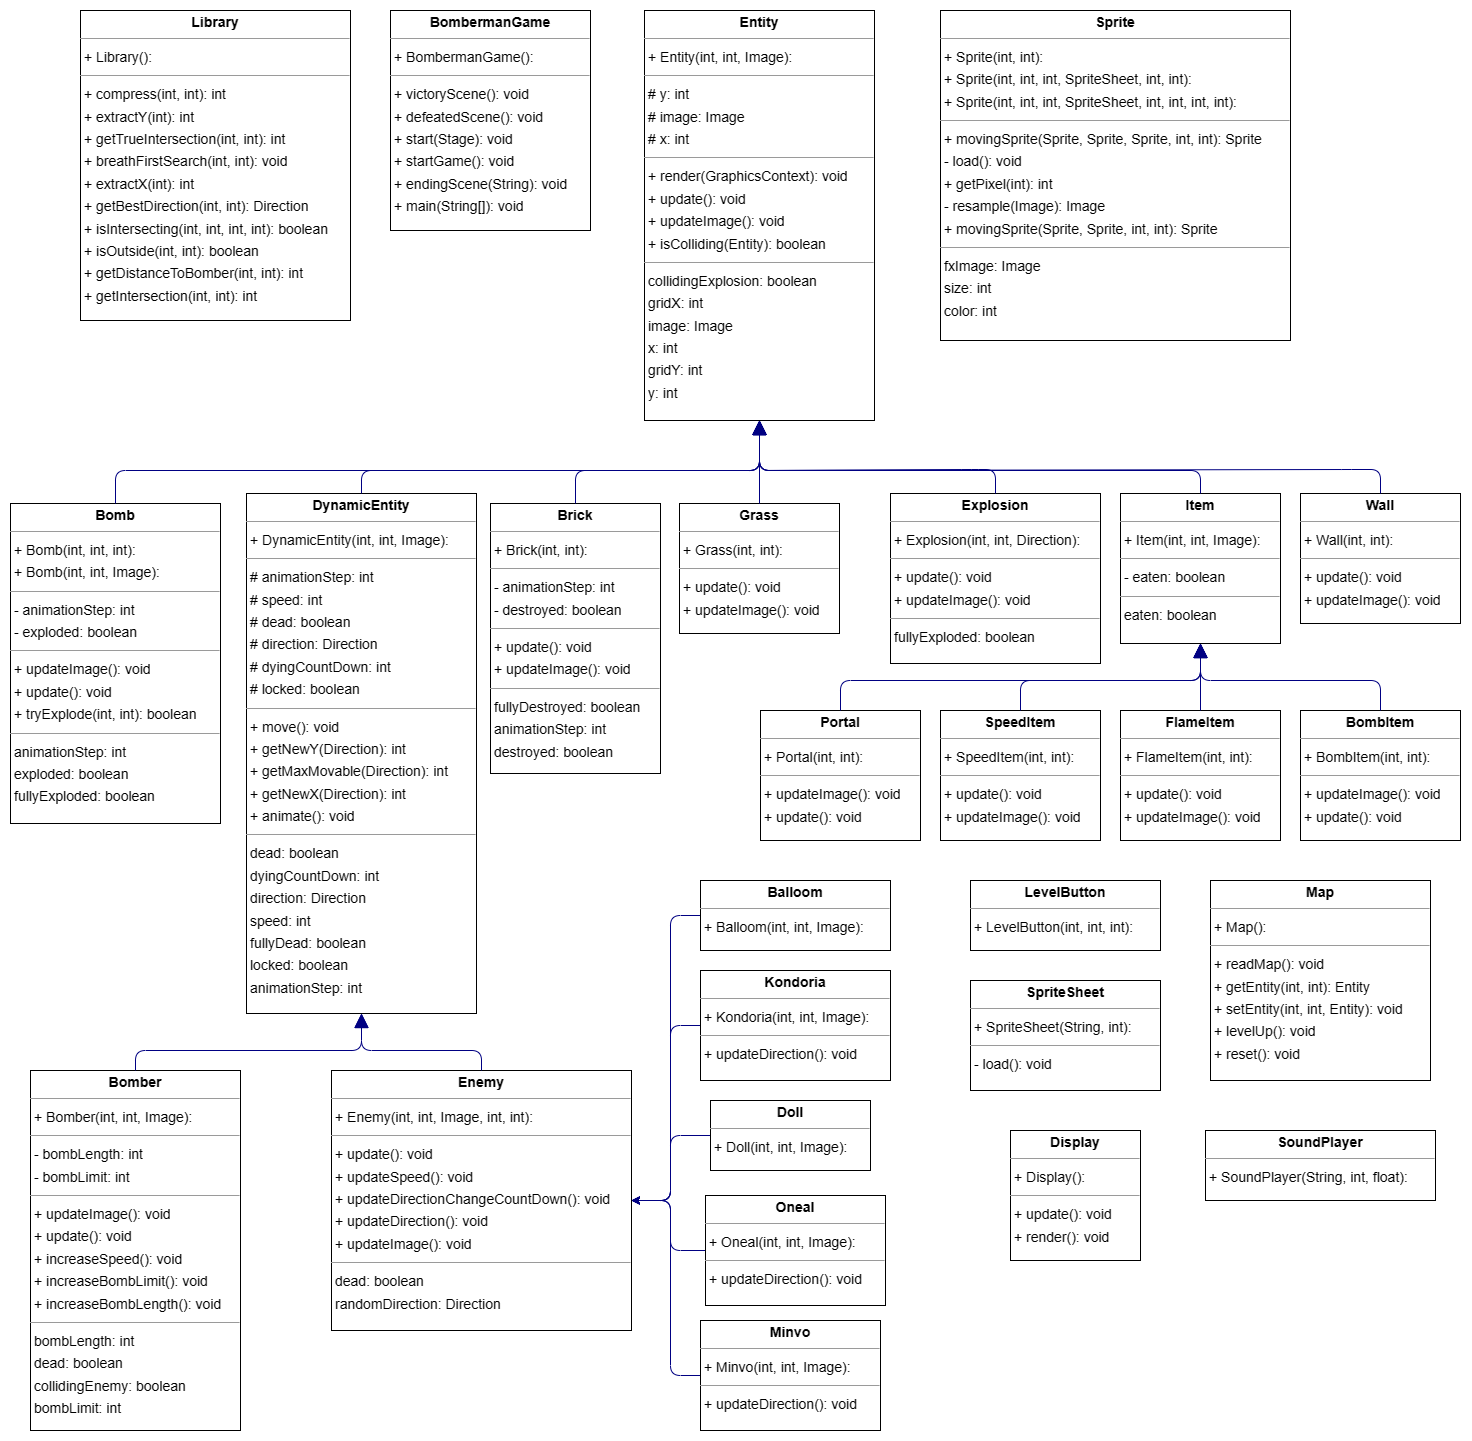 Library
+ Library():
+ compress(int, int): int
+ extractY(int): int
+ getTrueIntersection(int, int): int
+ breathFirstSearch(int, int): void
+ extractX(int): int
+ getBestDirection(int, int): Direction
+ isIntersecting(int, int, int, int): boolean
+ isOutside(int, int): boolean
+ getDistanceToBomber(int, int): int
+ getIntersection(int, int): int
BombermanGame
+ BombermanGame():
+ victoryScene(): void
+ defeatedScene(): void
+ start(Stage): void
+ startGame(): void
+ endingScene(String): void
+ main(String[]): void
Entity
+ Entity(int, int, Image):
# y: int
# image: Image
# x: int
+ render(GraphicsContext): void
+ update(): void
+ updateImage(): void
+ isColliding(Entity): boolean
collidingExplosion: boolean
gridX: int
image: Image
x: int
gridY: int
y: int
Sprite
+ Sprite(int, int):
+ Sprite(int, int, int, SpriteSheet, int, int):
+ Sprite(int, int, int, SpriteSheet, int, int, int, int):
+ movingSprite(Sprite, Sprite, Sprite, int, int): Sprite
- load(): void
+ getPixel(int): int
- resample(Image): Image
+ movingSprite(Sprite, Sprite, int, int): Sprite
fxImage: Image
size: int
color: int
Bomb
+ Bomb(int, int, int):
+ Bomb(int, int, Image):
- animationStep: int
- exploded: boolean
+ updateImage(): void
+ update(): void
+ tryExplode(int, int): boolean
animationStep: int
exploded: boolean
fullyExploded: boolean
DynamicEntity
+ DynamicEntity(int, int, Image):
# animationStep: int
# speed: int
# dead: boolean
# direction: Direction
# dyingCountDown: int
# locked: boolean
+ move(): void
+ getNewY(Direction): int
+ getMaxMovable(Direction): int
+ getNewX(Direction): int
+ animate(): void
dead: boolean
dyingCountDown: int
direction: Direction
speed: int
fullyDead: boolean
locked: boolean
animationStep: int
Brick
+ Brick(int, int):
- animationStep: int
- destroyed: boolean
+ update(): void
+ updateImage(): void
fullyDestroyed: boolean
animationStep: int
destroyed: boolean
Grass
+ Grass(int, int):
+ update(): void
+ updateImage(): void
Explosion
+ Explosion(int, int, Direction):
+ update(): void
+ updateImage(): void
fullyExploded: boolean
Item
+ Item(int, int, Image):
- eaten: boolean
eaten: boolean
Wall
+ Wall(int, int):
+ update(): void
+ updateImage(): void
Portal
+ Portal(int, int):
+ updateImage(): void
+ update(): void
SpeedItem
+ SpeedItem(int, int):
+ update(): void
+ updateImage(): void
FlameItem
+ FlameItem(int, int):
+ update(): void
+ updateImage(): void
BombItem
+ BombItem(int, int):
+ updateImage(): void
+ update(): void
Balloom
+ Balloom(int, int, Image):
Kondoria
+ Kondoria(int, int, Image):
+ updateDirection(): void
Doll
+ Doll(int, int, Image):
Oneal
+ Oneal(int, int, Image):
+ updateDirection(): void
Minvo
+ Minvo(int, int, Image):
+ updateDirection(): void
LevelButton
+ LevelButton(int, int, int):
SpriteSheet
+ SpriteSheet(String, int):
- load(): void
Map
+ Map():
+ readMap(): void
+ getEntity(int, int): Entity
+ setEntity(int, int, Entity): void
+ levelUp(): void
+ reset(): void
Display
+ Display():
+ update(): void
+ render(): void
SoundPlayer
+ SoundPlayer(String, int, float):
Bomber
+ Bomber(int, int, Image):
- bombLength: int
- bombLimit: int
+ updateImage(): void
+ update(): void
+ increaseSpeed(): void
+ increaseBombLimit(): void
+ increaseBombLength(): void
bombLength: int
dead: boolean
collidingEnemy: boolean
bombLimit: int
Enemy
+ Enemy(int, int, Image, int, int):
+ update(): void
+ updateSpeed(): void
+ updateDirectionChangeCountDown(): void
+ updateDirection(): void
+ updateImage(): void
dead: boolean
randomDirection: Direction